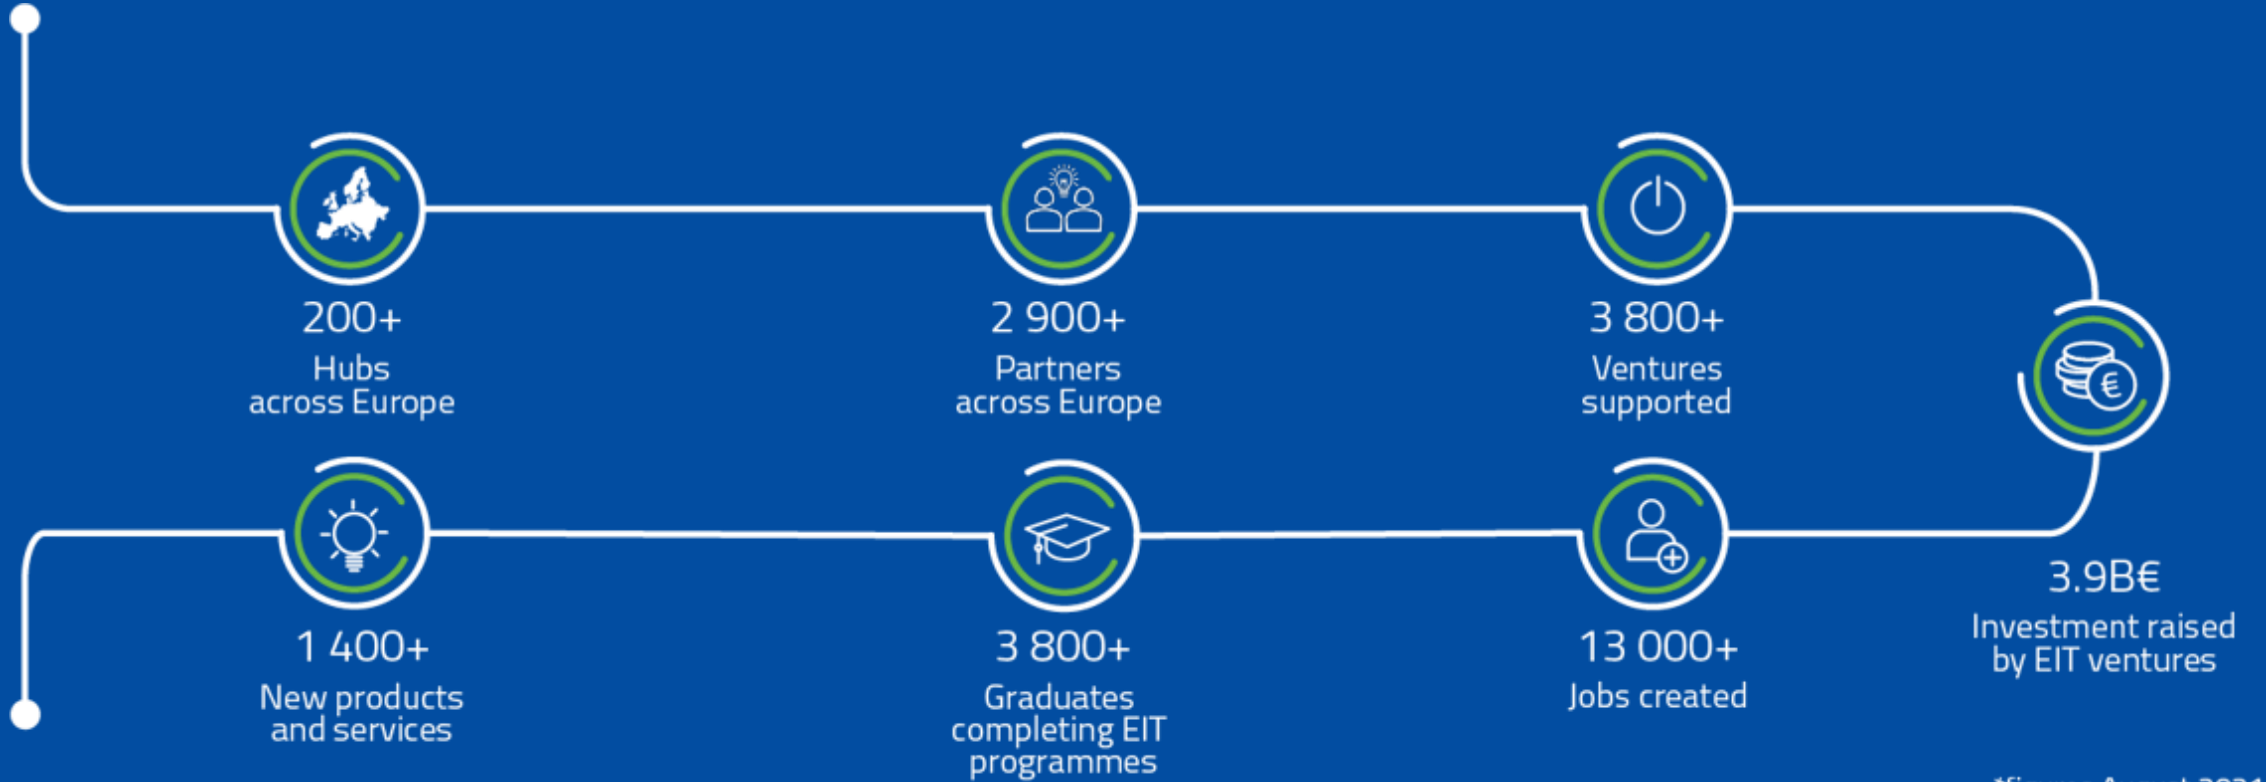 200+
Hubs
across Europe
2 900+
Partners
across Europe
3 800+
Ventures
supported
3.9B€
Investment raised
by EIT ventures
1 400+
New products
and services
3 800+
Graduates
completing EIT
programmes
13 000+
Jobs created